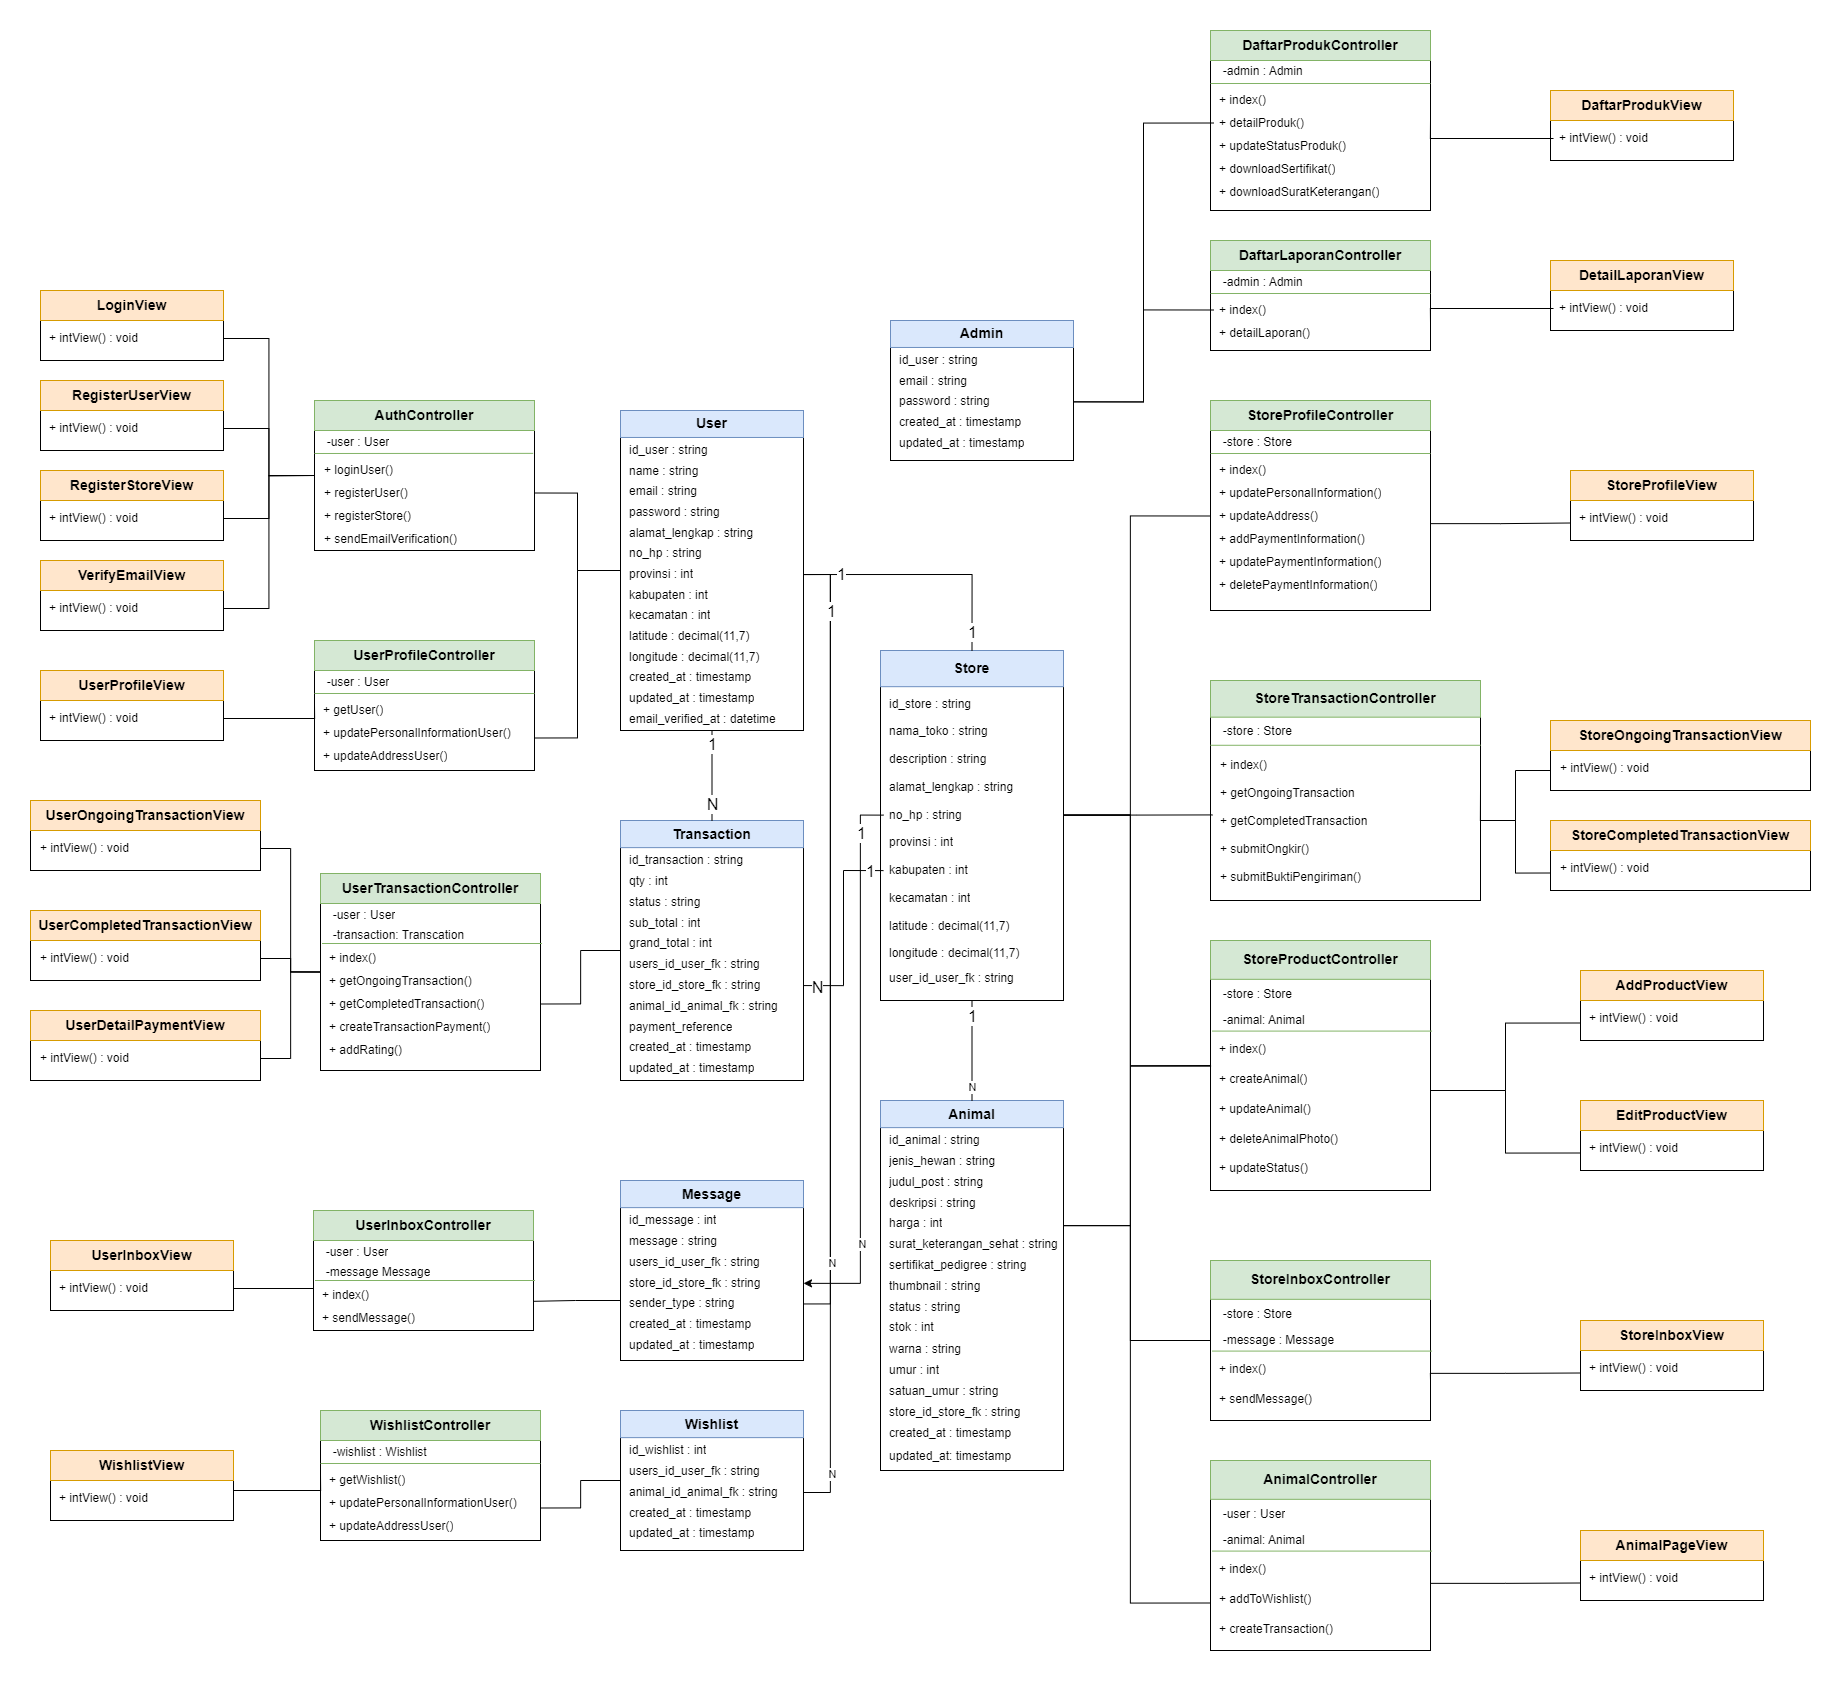 DaftarProdukController
-admin : Admin
+ index()
+ detailProduk()
+ updateStatusProduk()
+ downloadSertifikat()
+ downloadSuratKeterangan()
DaftarProdukView
+ intView() : void
DaftarLaporanController
-admin : Admin
+ index()
+ detailLaporan()
DetailLaporanView
+ intView() : void
LoginView
+ intView() : void
RegisterUserView
+ intView() : void
RegisterStoreView
+ intView() : void
VerifyEmailView
+ intView() : void
AuthController
-user : User
+ loginUser()
+ registerUser()
+ registerStore()
+ sendEmailVerification()
User
id_user : string
name : string
email : string
password : string
alamat_lengkap : string
no_hp : string
provinsi : int
kabupaten : int
kecamatan : int
latitude : decimal(11,7)
longitude : decimal(11,7)
created_at : timestamp
updated_at : timestamp
email_verified_at : datetime
Admin
id_user : string
email : string
password : string
created_at : timestamp
updated_at : timestamp
StoreProfileController
-store : Store
+ index()
+ updatePersonalInformation()
+ updateAddress()
+ addPaymentInformation()
+ updatePaymentInformation()
+ deletePaymentInformation()
StoreProfileView
+ intView() : void
1
1
1
UserProfileView
+ intView() : void
UserProfileController
-user : User
+ getUser()
+ updatePersonalInformationUser()
+ updateAddressUser()
1
N
Store
id_store : string
nama_toko : string
description : string
alamat_lengkap : string
no_hp : string
provinsi : int
kabupaten : int
kecamatan : int
latitude : decimal(11,7)
longitude : decimal(11,7)
user_id_user_fk : string
1
1
N
1
N
StoreTransactionController
-store : Store
+ index()
+ getOngoingTransaction
+ getCompletedTransaction
+ submitOngkir()
+ submitBuktiPengiriman()
StoreOngoingTransactionView
+ intView() : void
StoreCompletedTransactionView
+ intView() : void
UserOngoingTransactionView
+ intView() : void
UserCompletedTransactionView
+ intView() : void
UserDetailPaymentView
+ intView() : void
UserTransactionController
-user : User
-transaction: Transcation
+ index()
+ getOngoingTransaction()
+ getCompletedTransaction()
+ createTransactionPayment()
+ addRating()
Transaction
id_transaction : string
qty : int
status : string
sub_total : int
grand_total : int
users_id_user_fk : string
store_id_store_fk : string
animal_id_animal_fk : string
payment_reference
created_at : timestamp
updated_at : timestamp
StoreProductController
-store : Store
-animal: Animal
+ index()
+ createAnimal()
+ updateAnimal()
+ deleteAnimalPhoto()
+ updateStatus()
AddProductView
+ intView() : void
EditProductView
+ intView() : void
Animal
id_animal : string
jenis_hewan : string
judul_post : string
deskripsi : string
harga : int
surat_keterangan_sehat : string
sertifikat_pedigree : string
thumbnail : string
status : string
stok : int
warna : string
umur : int
satuan_umur : string
store_id_store_fk : string
created_at : timestamp
updated_at: timestamp
UserInboxView
+ intView() : void
UserInboxController
-user : User
-message Message
+ index()
+ sendMessage()
Message
id_message : int
message : string
users_id_user_fk : string
store_id_store_fk : string
sender_type : string
created_at : timestamp
updated_at : timestamp
N
N
StoreInboxController
-store : Store
-message : Message
+ index()
+ sendMessage()
StoreInboxView
+ intView() : void
WishlistView
+ intView() : void
WishlistController
-wishlist : Wishlist
+ getWishlist()
+ updatePersonalInformationUser()
+ updateAddressUser()
Wishlist
id_wishlist : int
users_id_user_fk : string
animal_id_animal_fk : string
created_at : timestamp
updated_at : timestamp
N
AnimalController
-user : User
-animal: Animal
+ index()
+ addToWishlist()
+ createTransaction()
AnimalPageView
+ intView() : void